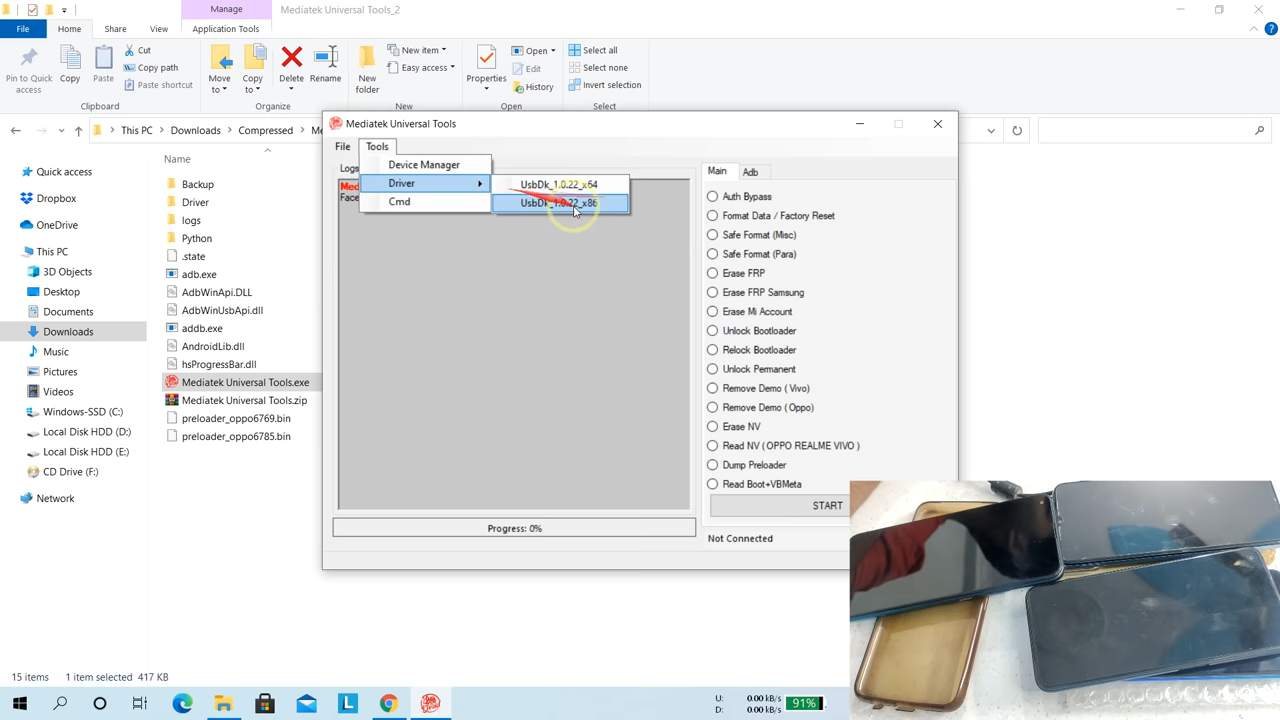 Manage
Mediatek Universal Tools_2
File
Home
Share
View
Application Tools
Pin to Quick access
Copy
Paste
Cut
Copy path
Paste shortcut
Clipboard
Move to
Copy to
Delete
Rename
Organize
New folder
New item
Easy access
New
Properties
Open
Edit
History
Open
Select all
Select none
Invert selection
Select
This PC
Downloads
Compressed
Quick access
Dropbox
OneDrive
This PC
3D Objects
Desktop
Documents
Downloads
Music
Pictures
Videos
Windows-SSD (C:)
Local Disk HDD (D:)
Local Disk HDD (E:)
CD Drive (F:)
Network
Name
Backup
Driver
logs
Python
.state
adb.exe
AdbWinApi.DLL
AdbWinUsbApi.dll
addb.exe
AndroidLib.dll
hsProgressBar.dll
Mediatek Universal Tools.exe
Mediatek Universal Tools.zip
preloader_oppo6769.bin
preloader_oppo6785.bin
Mediatek Universal Tools
File
Tools
Device Manager
Driver
Cmd
UsbDk_1.0.22_x64
UsbDk_1.0.22_x86
Logs
Med
Face
Main
Adb
Auth Bypass
Format Data / Factory Reset
Safe Format (Misc)
Safe Format (Para)
Erase FRP
Erase FRP Samsung
Erase Mi Account
Unlock Bootloader
Relock Bootloader
Unlock Permanent
Remove Demo ( Vivo)
Remove Demo ( Oppo)
Erase NV
Read NV ( OPPO REALME VIVO )
Dump Preloader
Read Boot+VBMeta
START
Progress: 0%
Not Connected
15 items
1 item selected
417 KB
U: 0.00 kB/s
D: 0.00 kB/s
91%